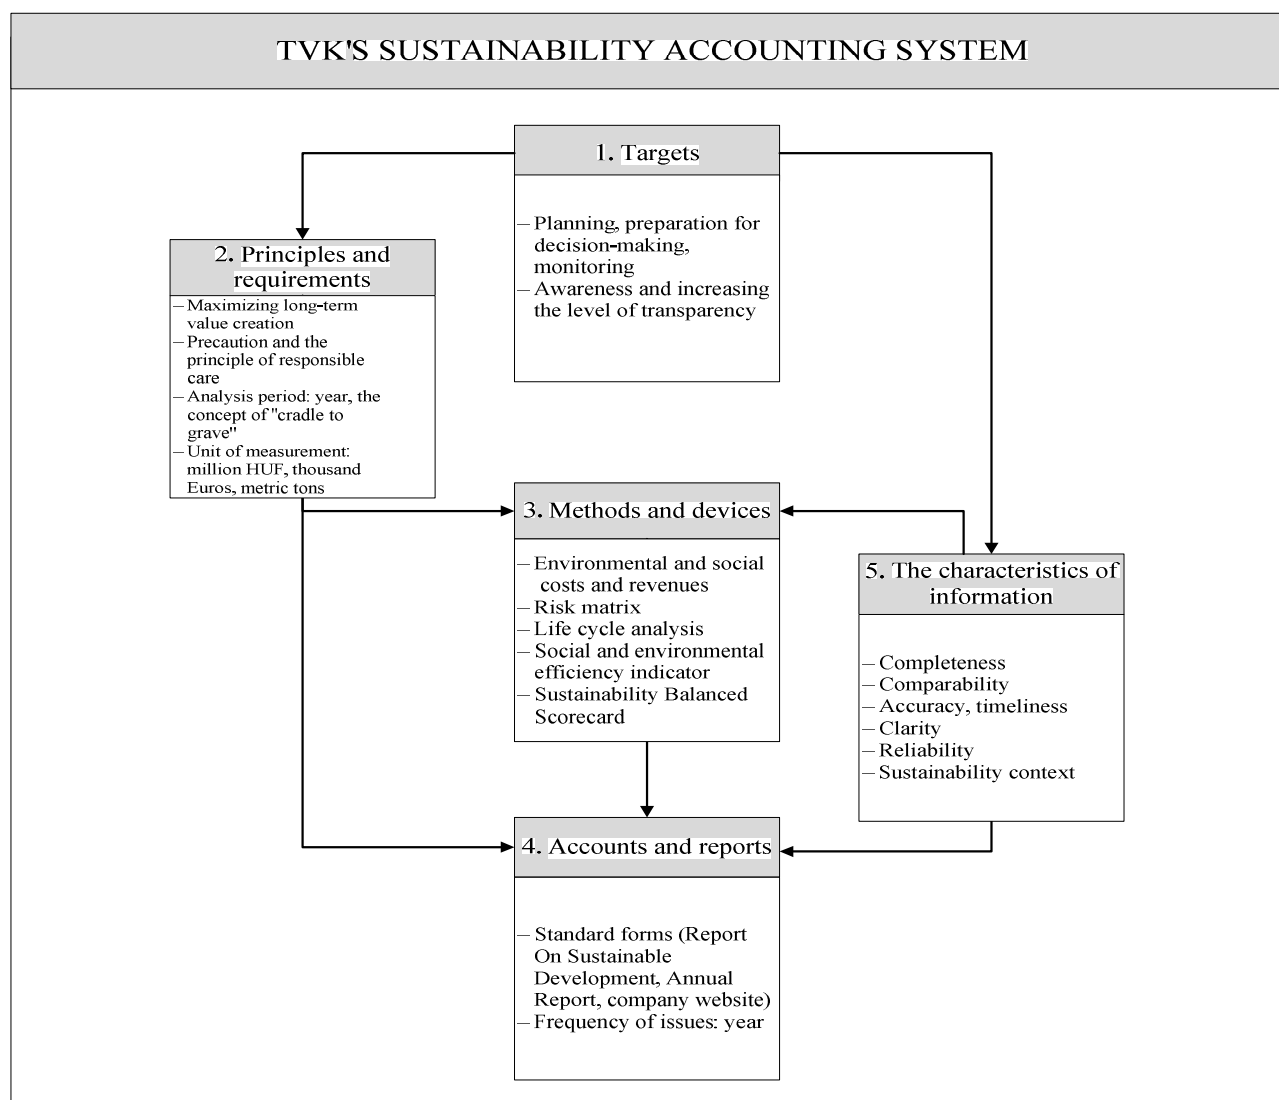 TVK'S SUSTAINABILITY ACCOUNTING SYSTEM
1. Targets
– Planning, preparation for
decision-making,
monitoring
– Awareness and increasing
the level of transparency
2. Principles and
requirements
– Maximizing long-term
value creation
– Precaution and the
principle of responsible
care
– Analysis period: year, the
concept of "cradle to
grave"
– Unit of measurement:
million HUF, thousand
Euros, metric tons
3. Methods and devices
– Environmental and social
costs and revenues
– Risk matrix
– Life cycle analysis
– Social and environmental
efficiency indicator
– Sustainability Balanced
Scorecard
5. The characteristics of
information
– Completeness
– Comparability
– Accuracy, timeliness
– Clarity
– Reliability
– Sustainability context
4. Accounts and reports
– Standard forms (Report
On Sustainable
Development, Annual
Report, company website)
– Frequency of issues: year